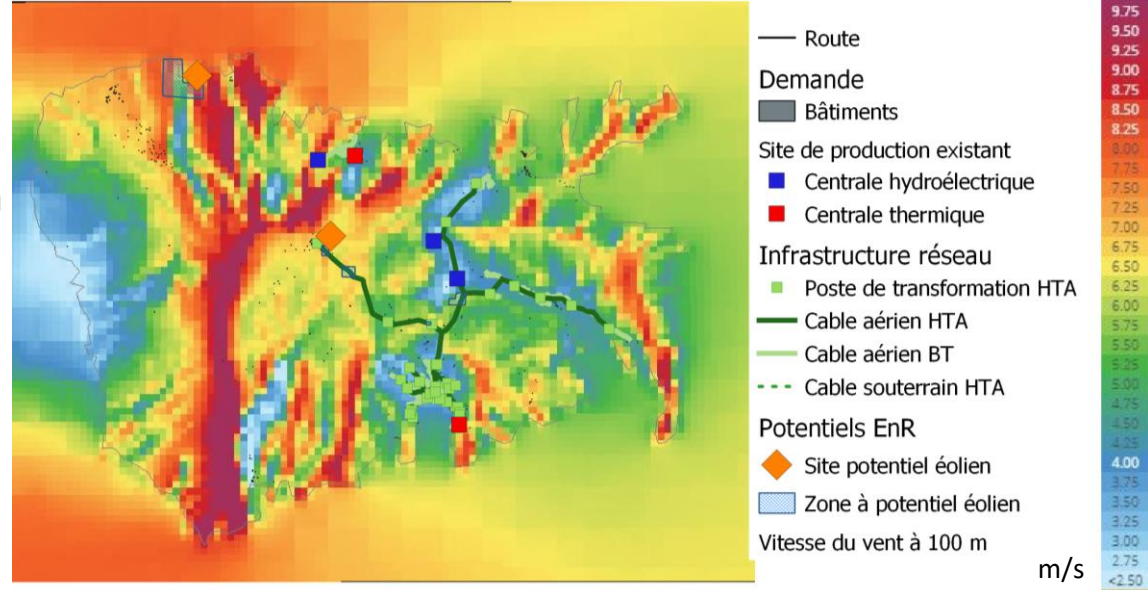 Route
Demande
Bâtiments
Site de production existant
Centrale hydroélectrique
Centrale thermique
Infrastructure réseau
Poste de transformation HTA
Cable aérien HTA
Cable aérien BT
Cable souterrain HTA
Potentiels EnR
Site potentiel éolien
Zone à potentiel éolien
Vitesse du vent à 100 m
m/s
9.75
9.50
9.25
9.00
8.75
8.50
8.25
8.00
7.75
7.50
7.25
7.00
6.75
6.50
6.25
6.00
5.75
5.50
5.25
5.00
4.75
4.50
4.25
4.00
3.75
3.50
3.25
3.00
2.75
<2.50